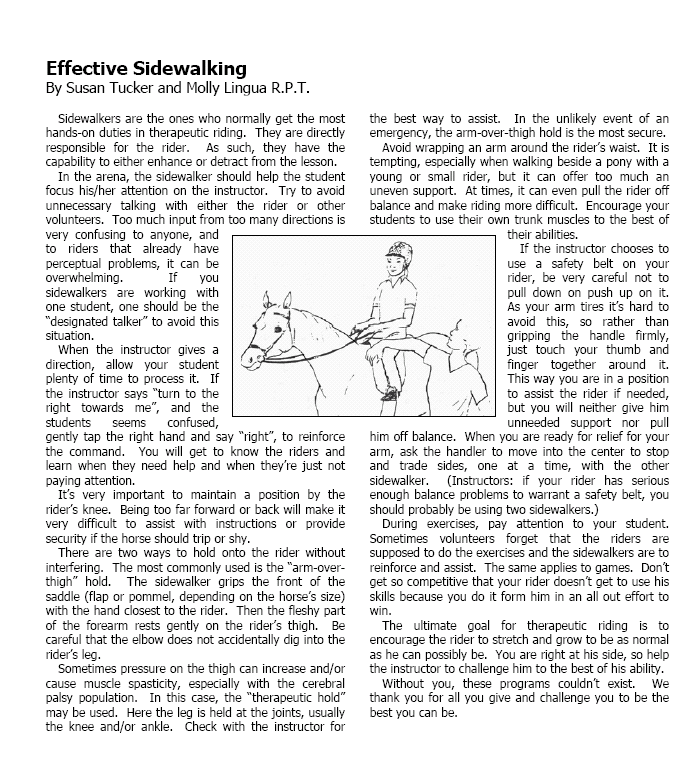 Effective Sidewalking
By Susan Tucker and Molly Lingua R.P.T.
Sidewalkers are the ones who normally get the most
hands-on duties in therapeutic riding.  They are directly
responsible for the rider.  As such, they have the
capability to either enhance or detract from the lesson.
In the arena, the sidewalker should help the student
focus his/her attention on the instructor.  Try to avoid
unnecessary talking with either the rider or other
volunteers.  Too much input from too many directions is
very confusing to anyone, and
to riders that already have
perceptual problems, it can be
overwhelming.  If you
sidewalkers are working with
one student, one should be the
“designated talker” to avoid this
situation.
When the instructor gives a
direction, allow your student
plenty of time to process it.  If
the instructor says “turn to the
right towards me”, and the
students seems confused,
gently tap the right hand and say “right”, to reinforce
the command.  You will get to know the riders and
learn when they need help and when they’re just not
paying attention.
It’s very important to maintain a position by the
rider’s knee.  Being too far forward or back will make it
very difficult to assist with instructions or provide
security if the horse should trip or shy.
There are two ways to hold onto the rider without
interfering.  The most commonly used is the “arm-over-
thigh” hold.  The sidewalker grips the front of the
saddle (flap or pommel, depending on the horse’s size)
with the hand closest to the rider.  Then the fleshy part
of the forearm rests gently on the rider’s thigh.  Be
careful that the elbow does not accidentally dig into the
rider’s leg.
Sometimes pressure on the thigh can increase and/or
cause muscle spasticity, especially with the cerebral
palsy population.  In this case, the “therapeutic hold”
may be used.  Here the leg is held at the joints, usually
the knee and/or ankle.  Check with the instructor for
the best way to assist.  In the unlikely event of an
emergency, the arm-over-thigh hold is the most secure.
Avoid wrapping an arm around the rider’s waist.  It is
tempting, especially when walking beside a pony with a
young or small rider, but it can offer too much an
uneven support.  At times, it can even pull the rider off
balance and make riding more difficult.  Encourage your
students to use their own trunk muscles to the best of
their abilities.
If the instructor chooses to
use a safety belt on your
rider, be very careful not to
pull down on push up on it.
As your arm tires it’s hard to
avoid this, so rather than
gripping the handle firmly,
just touch your thumb and
finger together around it.
This way you are in a position
to assist the rider if needed,
but you will neither give him
unneeded support nor pull
him off balance.  When you are ready for relief for your
arm, ask the handler to move into the center to stop
and trade sides, one at a time, with the other
sidewalker.  (Instructors: if your rider has serious
enough balance problems to warrant a safety belt, you
should probably be using two sidewalkers.)
During exercises, pay attention to your student.
Sometimes volunteers forget that the riders are
supposed to do the exercises and the sidewalkers are to
reinforce and assist.  The same applies to games.  Don’t
get so competitive that your rider doesn’t get to use his
skills because you do it form him in an all out effort to
win.
The ultimate goal for therapeutic riding is to
encourage the rider to stretch and grow to be as normal
as he can possibly be.  You are right at his side, so help
the instructor to challenge him to the best of his ability.
Without you, these programs couldn’t exist.  We
thank you for all you give and challenge you to be the
best you can be.